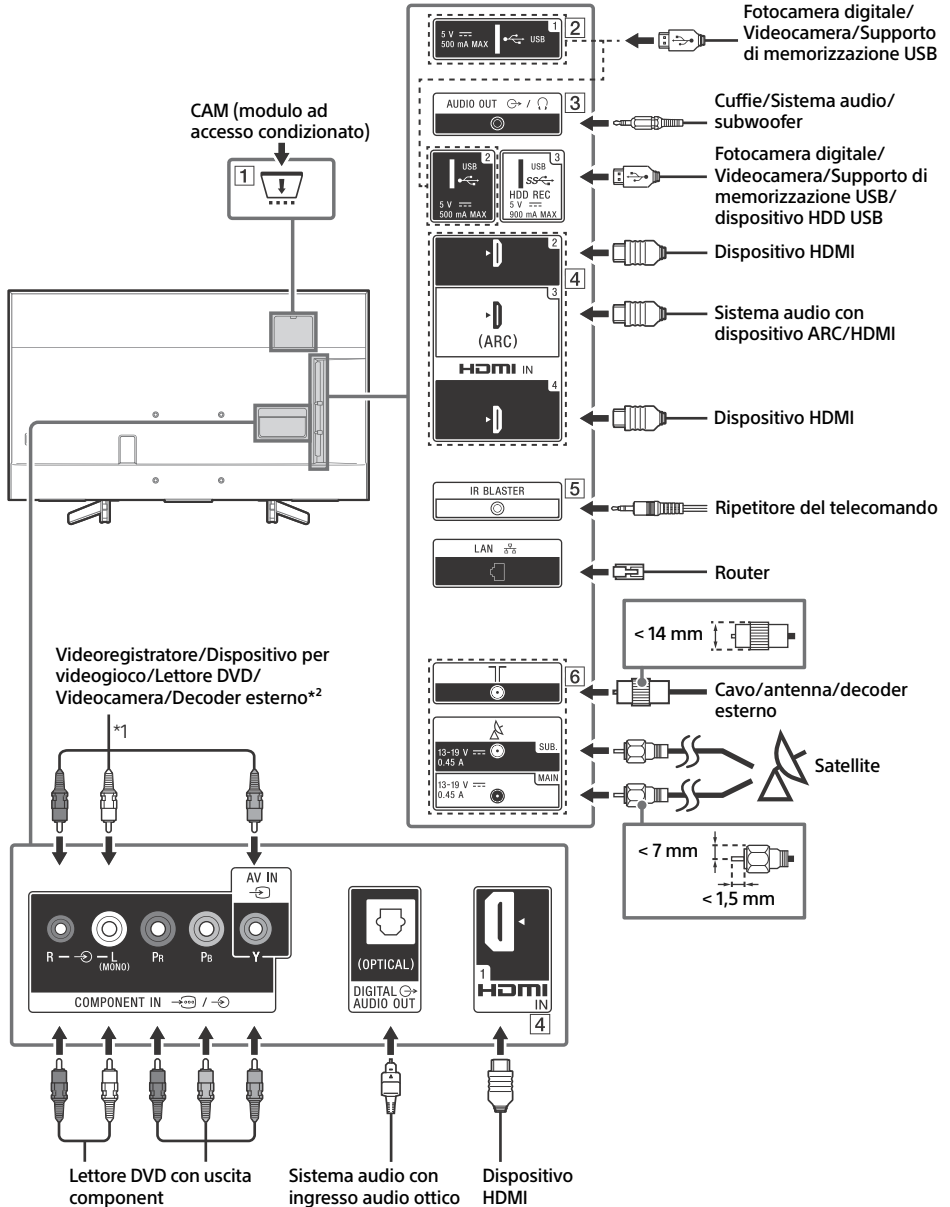 Fotocamera digitale/
Videocamera/Supporto
di memorizzazione USB
5 V
500 mA MAX
USB
1
2
AUDIO OUT
3
Cuffie/Sistema audio/
subwoofer
CAM (modulo ad
accesso condizionato)
1
2
USB
5 V
500 mA MAX
3
USB
SS
HDD REC
5 V
900 mA MAX
Fotocamera digitale/
Videocamera/Supporto di
memorizzazione USB/
dispositivo HDD USB
2
4
Dispositivo HDMI
3
(ARC)
HDMI IN
Sistema audio con
dispositivo ARC/HDMI
4
Dispositivo HDMI
IR BLASTER
5
Ripetitore del telecomando
LAN
Router
< 14 mm
6
Cavo/antenna/decoder
esterno
13-19 V
0.45 A
SUB.
13-19 V
0.45 A
MAIN
Satellite
< 7 mm
< 1,5 mm
Videoregistratore/Dispositivo per
videogioco/Lettore DVD/
Videocamera/Decoder esterno*2
*1
AV IN
R
L
(MONO)
PR
PB
Y
COMPONENT IN /
(OPTICAL)
DIGITAL
AUDIO OUT
1
HDMI
IN
4
Lettore DVD con uscita
component
Sistema audio con
ingresso audio ottico
Dispositivo
HDMI